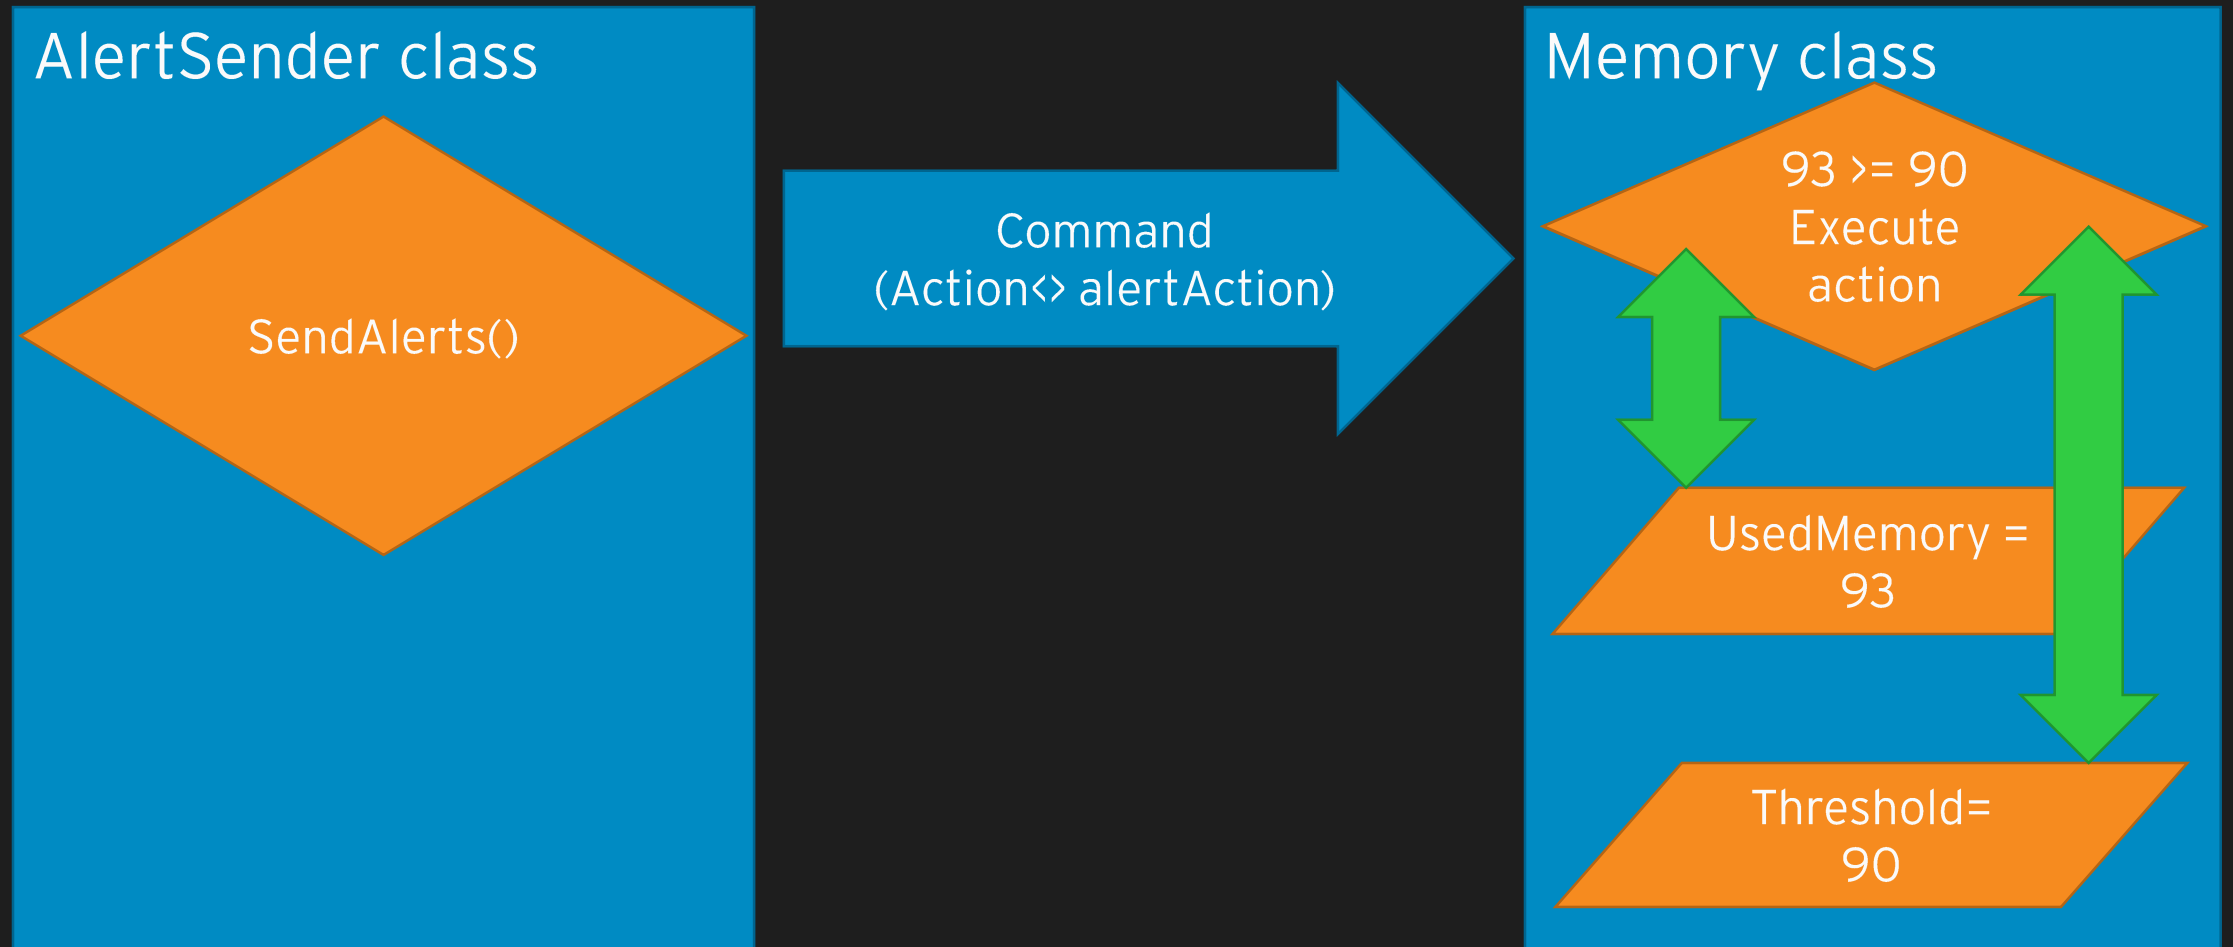 AlertSender class
SendAlerts()
Command
(Action<> alertAction)
Memory class
93 >= 90
Execute
action
UsedMemory =
93
Threshold=
90